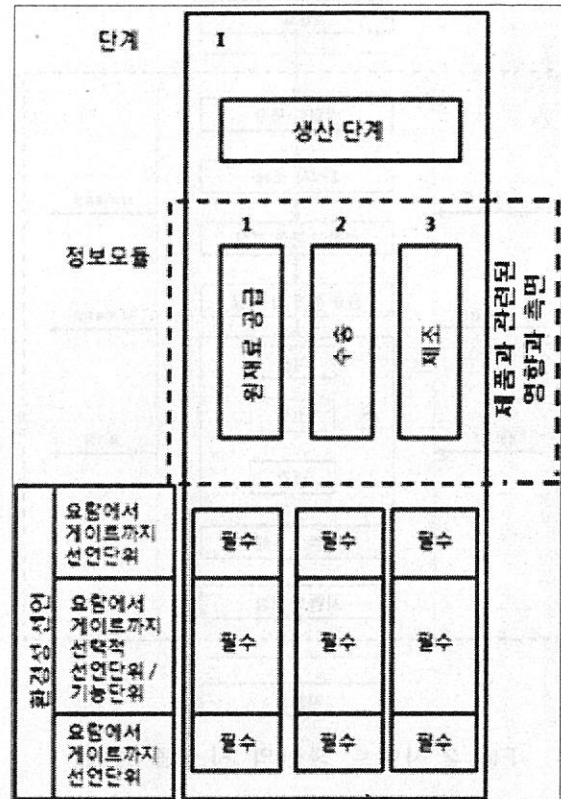 단계
I
생산 단계
정보모듈
1
2
3
원재료 공급
수송
제조
제품과 관련된
영향과 측면
환경성 선언
요람에서
게이트까지
선언단위
필수
필수
필수
요람에서
게이트까지
선택적
선언단위 /
기능단위
필수
필수
필수
요람에서
게이트까지
선언단위
필수
필수
필수